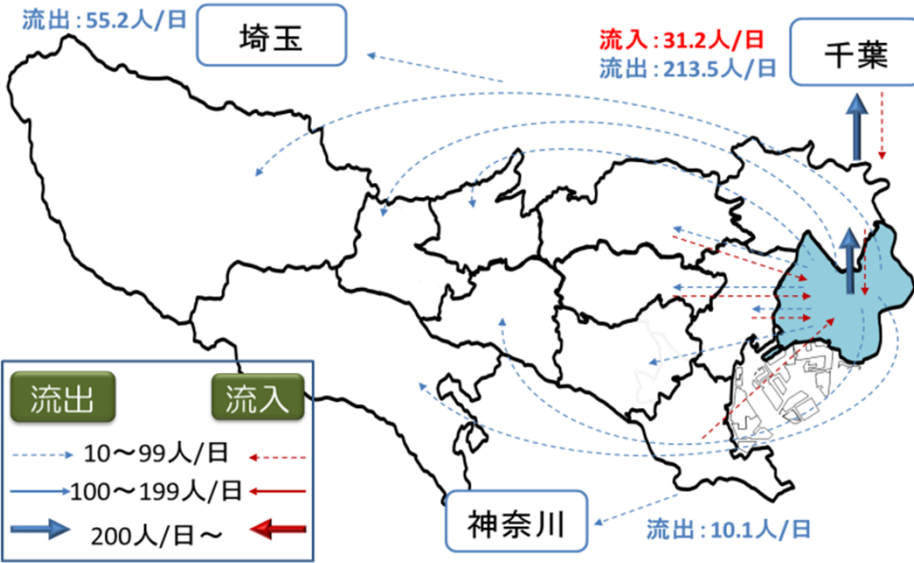 流出：55.2人/日
埼玉
流入：31.2人/日
流出：213.5人/日
千葉
流出
流入
10～99人/日
100～199人/日
200人/日～
神奈川
流出：10.1人/日